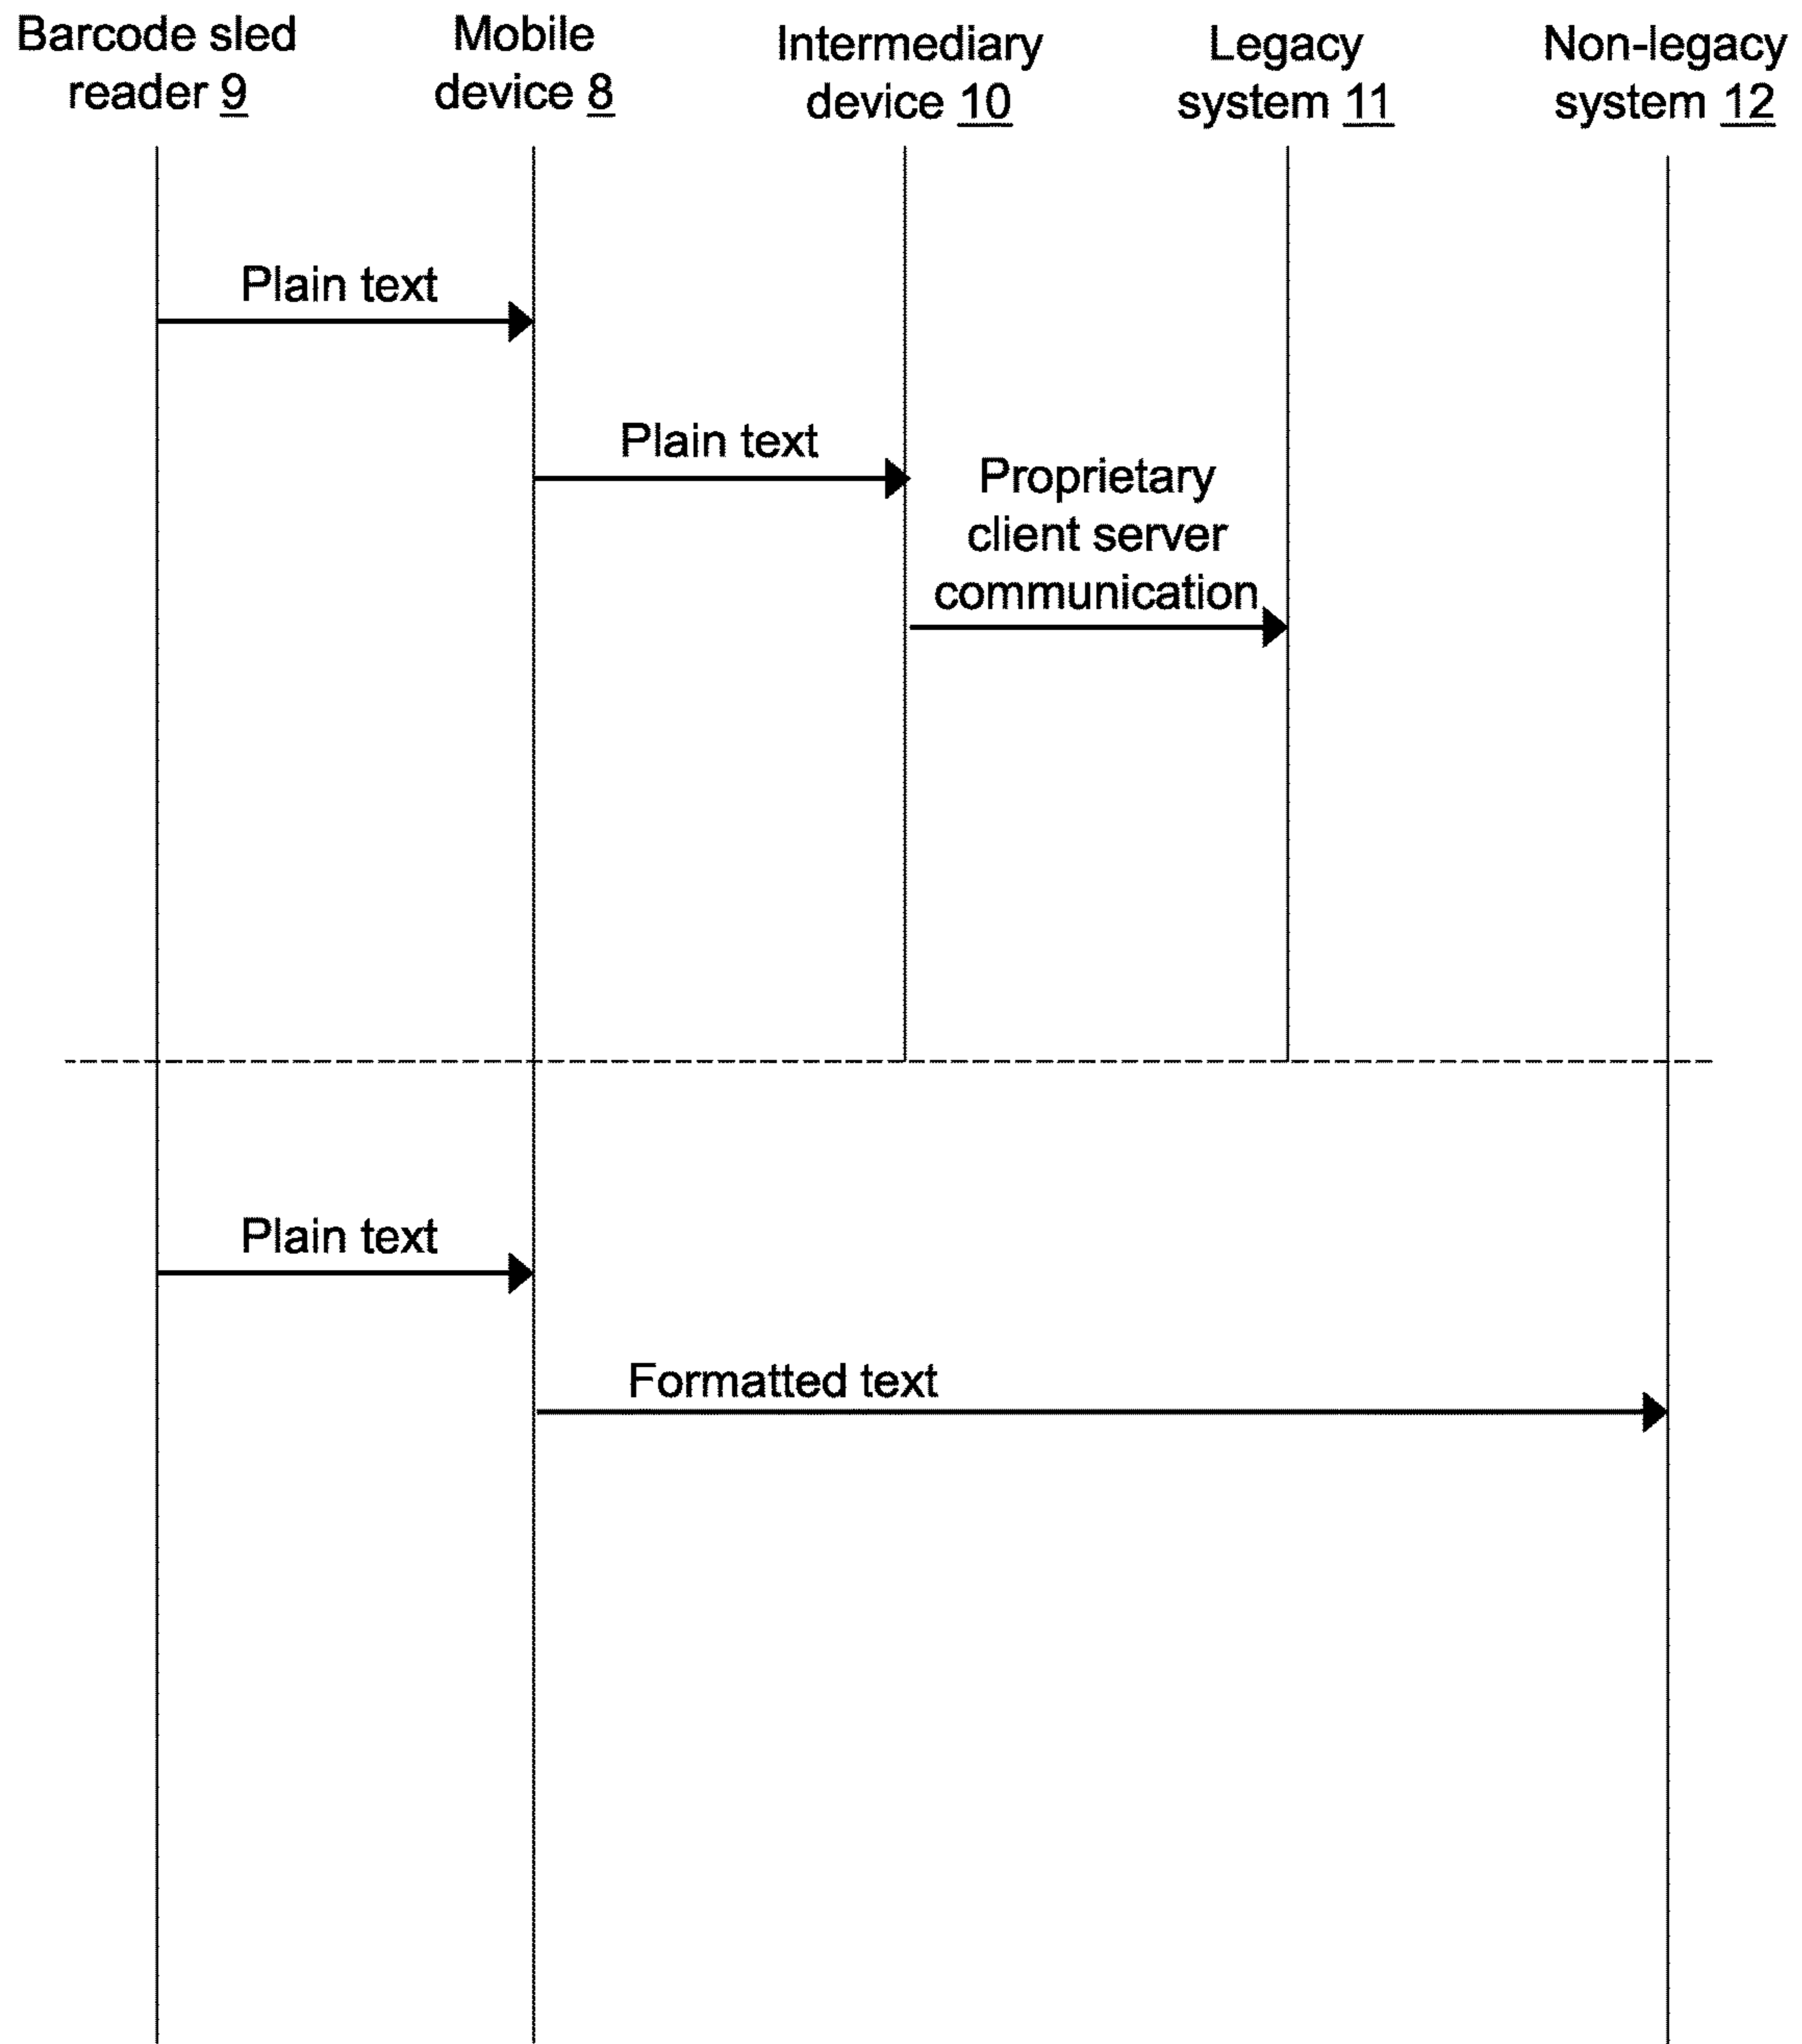 Barcode sled
reader 9
Mobile
device 8
Intermediary
device 10
Legacy
system 11
Non-legacy
system 12
Plain text
Plain text
Proprietary
client server
communication
Plain text
Formatted text